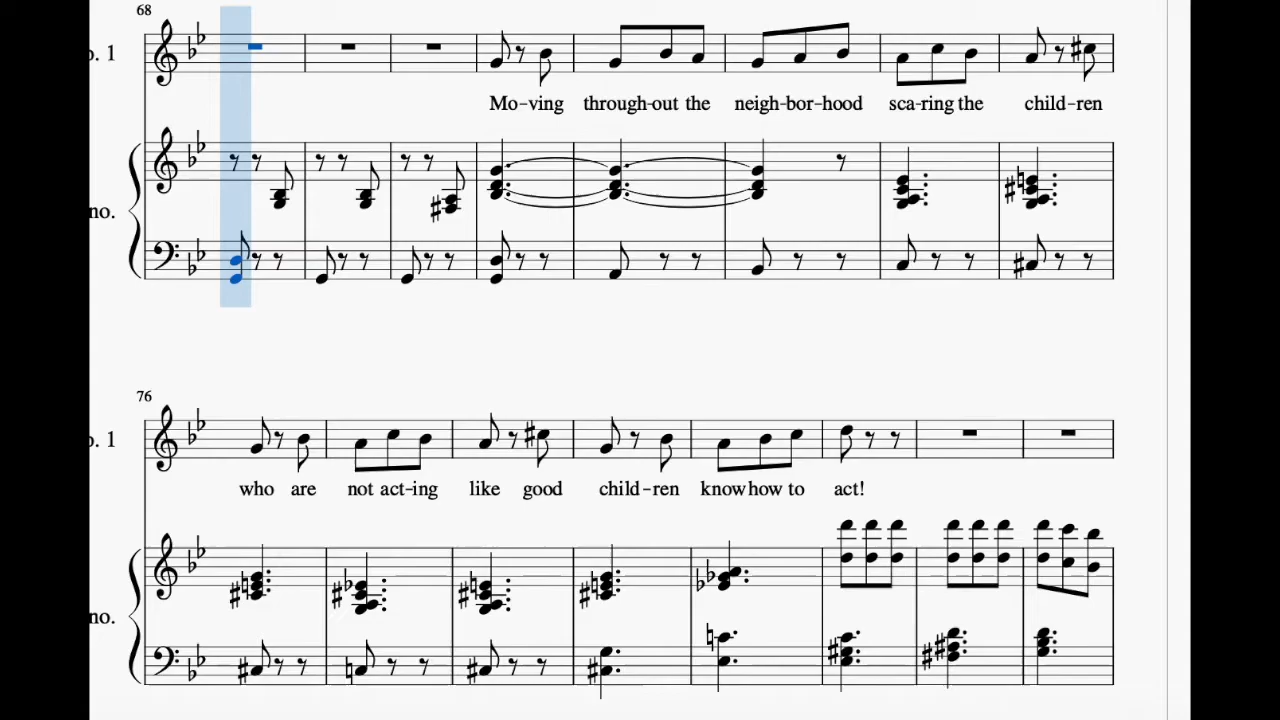 68
o. 1
Mo-ving through-out the neigh-bor-hood sca-ring the child-ren
no.
76
o. 1
who are not act-ing like good child-ren know how to act!
no.